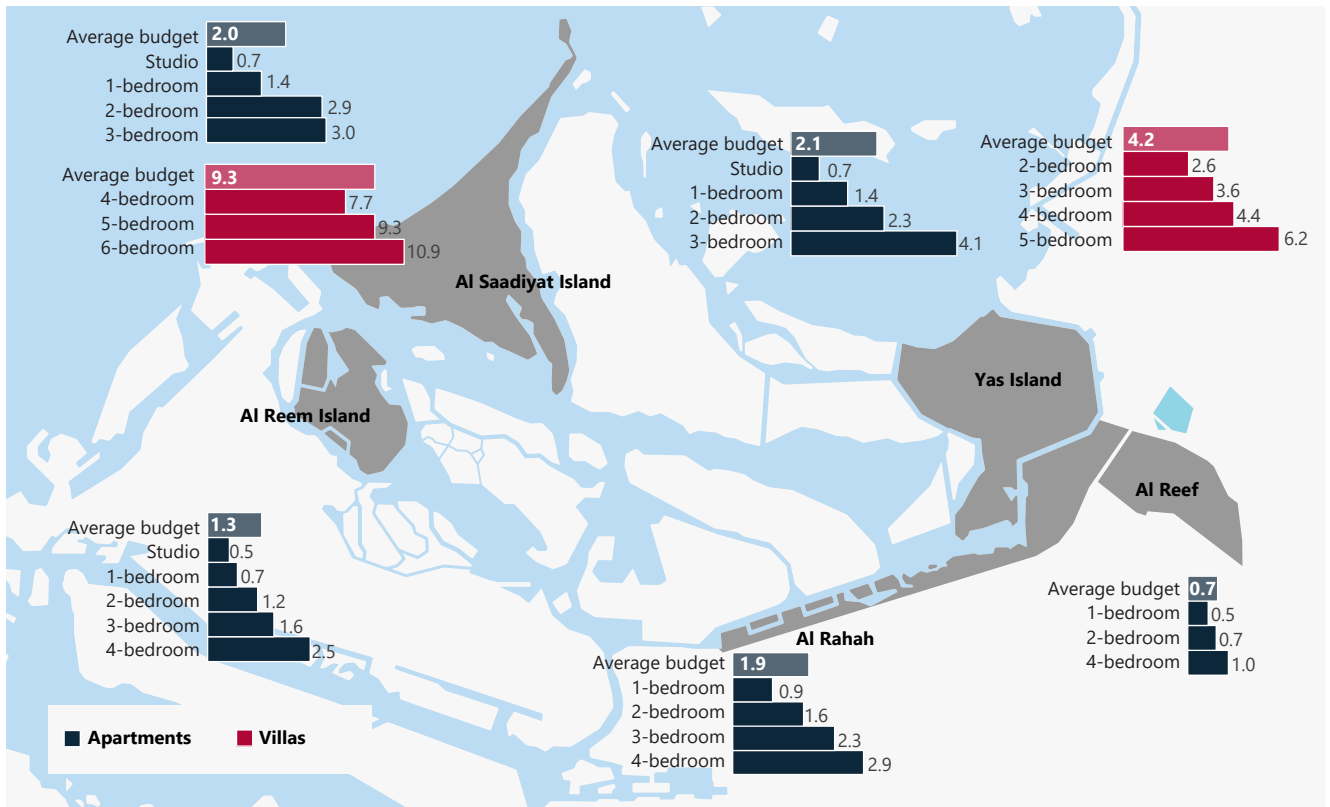 Average budget 2.0
Studio 0.7
1-bedroom 1.4
2-bedroom 2.9
3-bedroom 3.0
Average budget 9.3
4-bedroom 7.7
5-bedroom 9.3
6-bedroom 10.9
Al Saadiyat Island
Average budget 2.1
Studio 0.7
1-bedroom 1.4
2-bedroom 2.3
3-bedroom 4.1
Average budget 4.2
2-bedroom 2.6
3-bedroom 3.6
4-bedroom 4.4
5-bedroom 6.2
Yas Island
Al Reem Island
Al Reef
Average budget 1.3
Studio 0.5
1-bedroom 0.7
2-bedroom 1.2
3-bedroom 1.6
4-bedroom 2.5
Al Rahah
Average budget 1.9
1-bedroom 0.9
2-bedroom 1.6
3-bedroom 2.3
4-bedroom 2.9
Average budget 0.7
1-bedroom 0.5
2-bedroom 0.7
4-bedroom 1.0
Apartments Villas